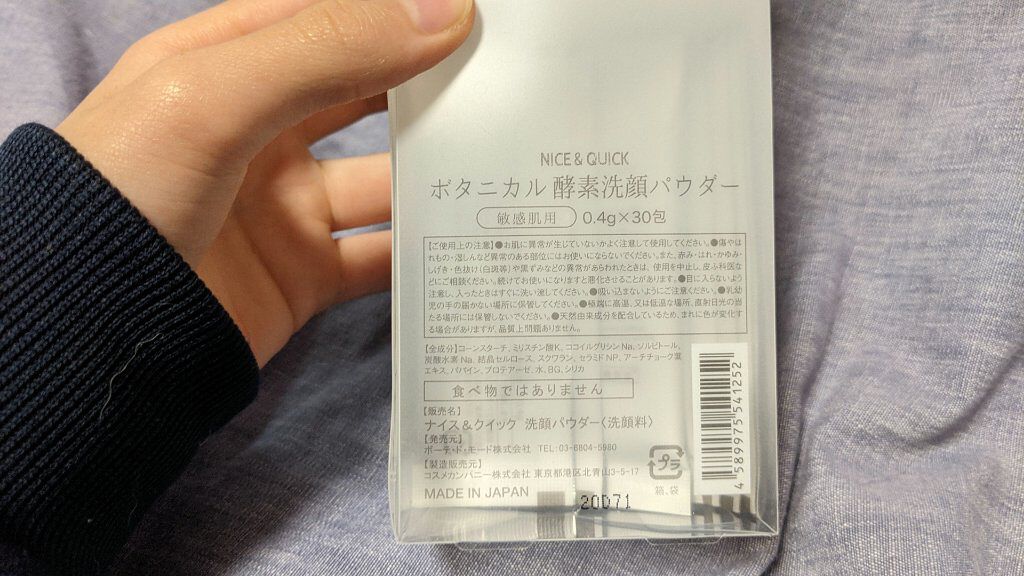 NICE & QUICK
ボタニカル 酵素洗顔パウダー
敏感肌用 0.4g×30包
【ご使用上の注意】●お肌に異常が生じていないかよく注意して使用してください。●傷やは
れもの・湿しんなど異常のある部位にはお使いにならないでください。また、赤み・はれ・かゆみ・
しげき・色抜け(白斑等)や黒ずみなどの異常があらわれたときは、使用を中止し、皮ふ科医な
どにご相談ください。続けてお使いになりますと悪化させることがあります。●目に入らないよう
注意し、入ったときはすぐに洗い流してください。●吸い込まないようにご注意ください。●乳幼
児の手の届かない場所に保管してください。●極端に高温、又は低温な場所、直射日光の当
たる場所には保管しないでください。●天然由来成分を配合しているため、まれに色が変化す
る場合がありますが、品質上問題ありません。
【全成分】コーンスターチ、ミリスチン酸K、ココイルグリシンNa、ソルビトール、
炭酸水素Na、結晶セルロース、スクワラン、セラミドNP、アーチチョーク葉
エキス、パパイン、プロテアーゼ、水、BG、シリカ
食べ物ではありません
【販売名】
ナイス&クイック 洗顔パウダー〈洗顔料〉
【発売元】
ボーテ・ド・モード株式会社 TEL:03-6804-5980
【製造販売元】
コスメカンパニー株式会社 東京都港区北青山3-5-17
MADE IN JAPAN
20D71
プラ
箱、袋
4 589975 541252